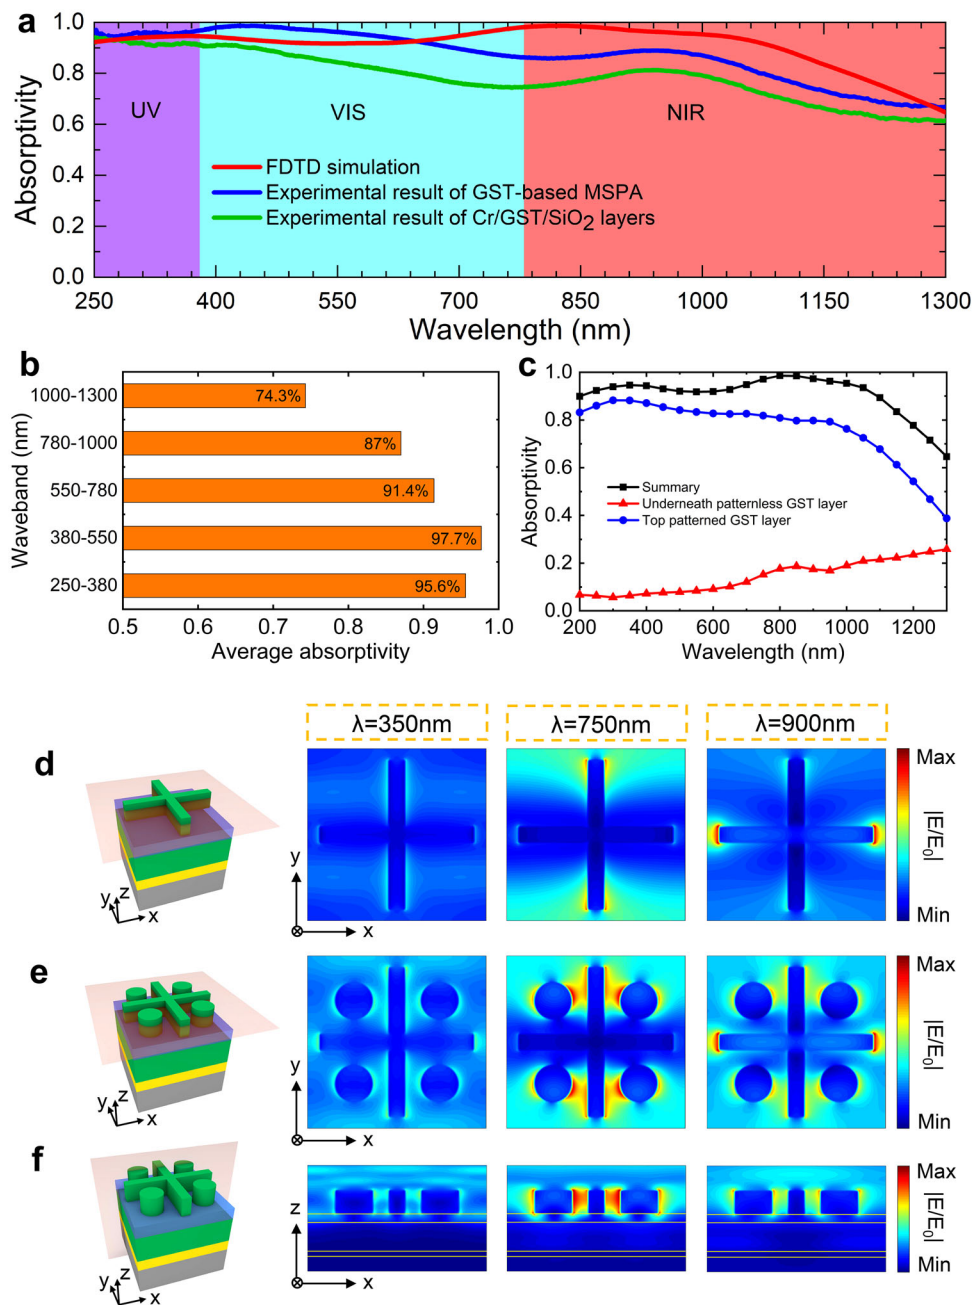 a
Absorptivity
1.0
0.8
0.6
0.4
0.2
0.0
UV
VIS
NIR
FDTD simulation
Experimental result of GST-based MSPA
Experimental result of Cr/GST/SiO2 layers
250 400 550 700 850 1000 1150 1300
Wavelength (nm)
b
Waveband (nm)
1000-1300 74.3%
780-1000 87%
550-780 91.4%
380-550 97.7%
250-380 95.6%
0.5 0.6 0.7 0.8 0.9 1.0
Average absorptivity
c
Absorptivity
1.0
0.8
0.6
0.4
0.2
0.0
Summary
Underneath patternless GST layer
Top patterned GST layer
200 400 600 800 1000 1200
Wavelength (nm)
λ=350nm λ=750nm λ=900nm
d
y z x
y
x
Max
|E/E0|
Min
e
y z x
y
x
Max
|E/E0|
Min
f
y z x
z
x
Max
|E/E0|
Min